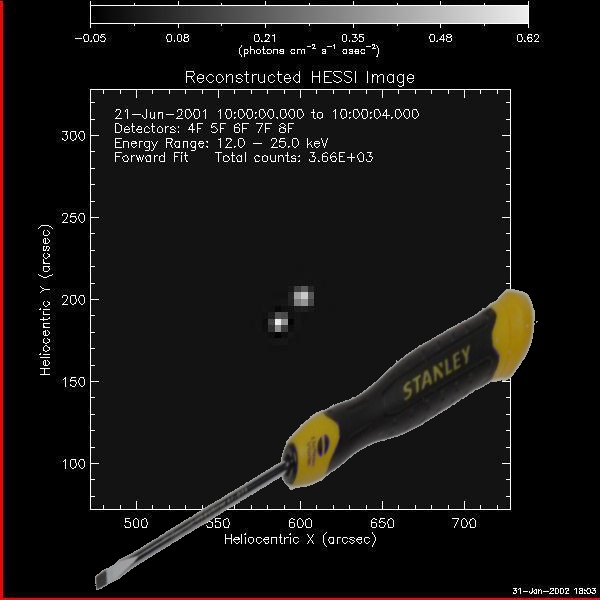 -0.05 0.08 0.21 0.35 0.48 0.62
(photons cm⁻² s⁻¹ asec⁻²)
Reconstructed HESSI Image
21-Jun-2001 10:00:00.000 to 10:00:04.000
Detectors: 4F 5F 6F 7F 8F
Energy Range: 12.0 - 25.0 keV
Forward Fit Total counts: 3.66E+03
300
250
200
150
100
Heliocentric Y (arcsec)
STANLEY
500 550 600 650 700
Heliocentric X (arcsec)
31-Jan-2002 18:03